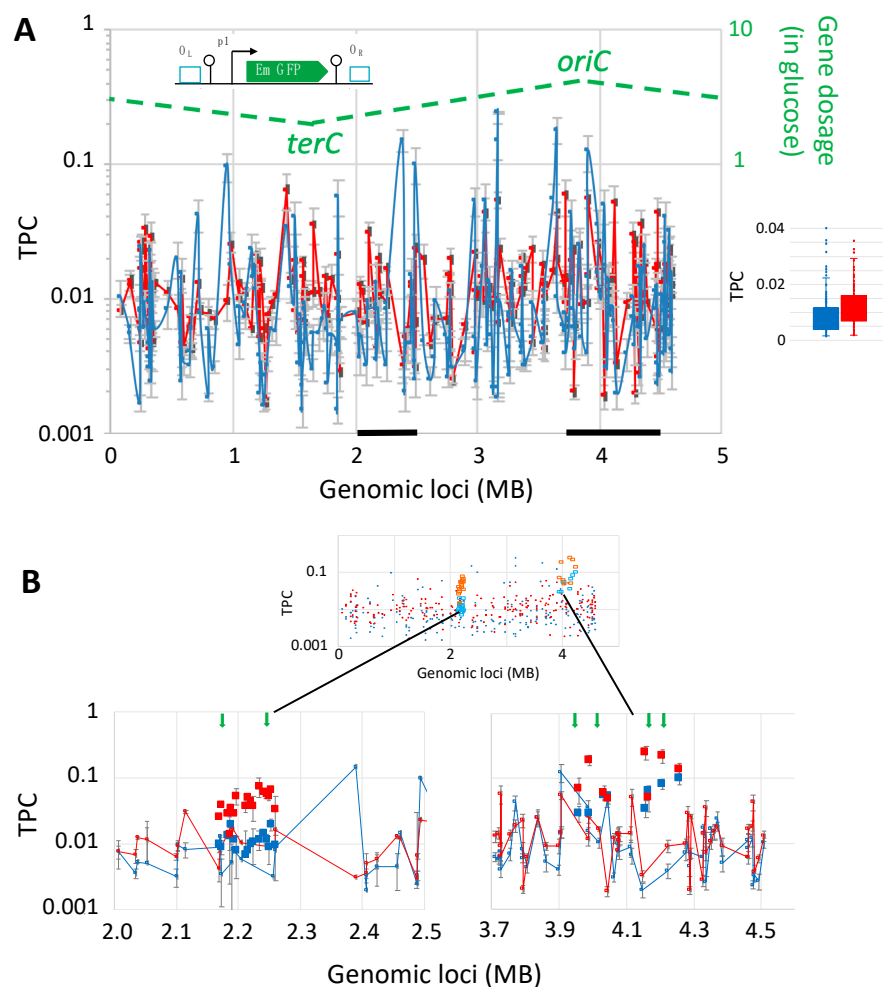 A
1
0.1
0.01
0.001
TPC
O L
p1
O R
Em GFP
oriC
terC
10
1
Gene dosage
(in glucose)
0 1 2 3 4 5
Genomic loci (MB)
0.04
0.02
0
TPC
B
0.1
0.001
TPC
0 2 4
Genomic loci (MB)
1
0.1
0.01
0.001
TPC
2.0 2.1 2.2 2.3 2.4 2.5
3.7 3.9 4.1 4.3 4.5
Genomic loci (MB)